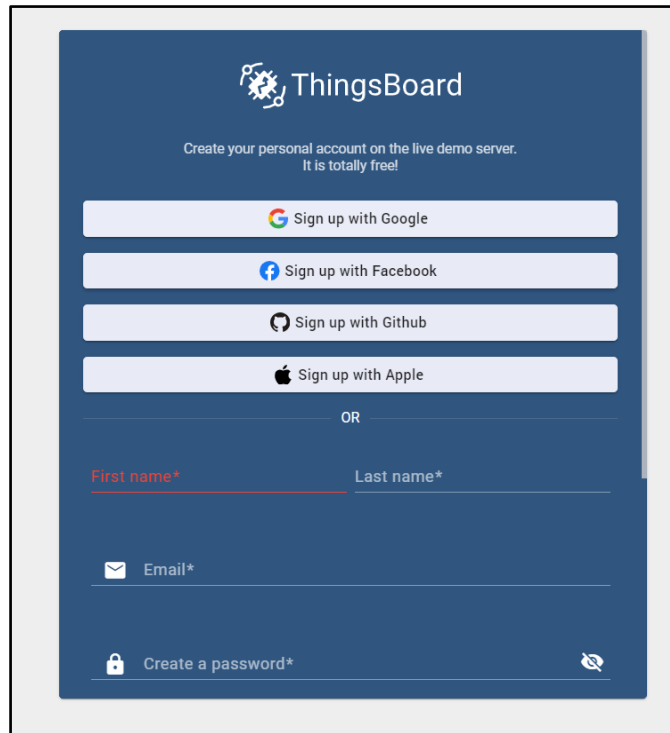 ThingsBoard
Create your personal account on the live demo server.
It is totally free!
Sign up with Google
Sign up with Facebook
Sign up with Github
Sign up with Apple
OR
First name* Last name*
Email*
Create a password*